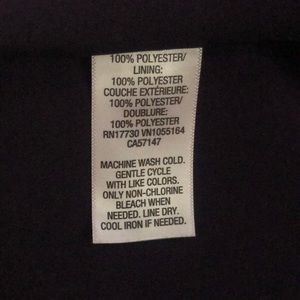 100% POLYESTER/
LINING:
100% POLYESTER
COUCHE EXTÉRIEURE:
100% POLYESTER/
DOUBLURE:
100% POLYESTER
RN17730 VN1055164
CA57147
MACHINE WASH COLD.
GENTLE CYCLE
WITH LIKE COLORS.
ONLY NON-CHLORINE
BLEACH WHEN
NEEDED. LINE DRY.
COOL IRON IF NEEDED.